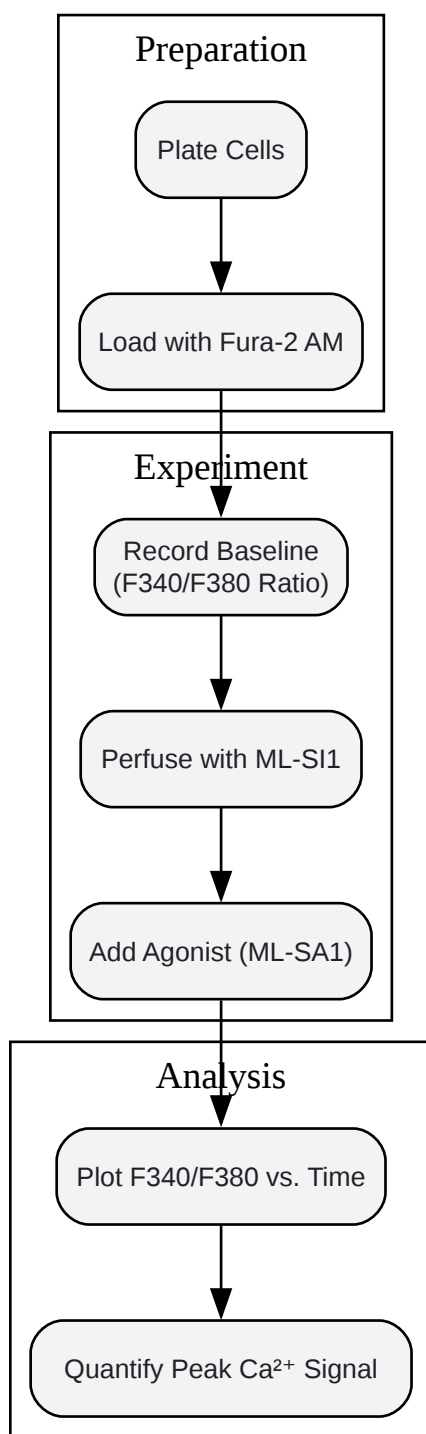 Preparation
Plate Cells
Load with Fura-2 AM
Experiment
Record Baseline
(F340/F380 Ratio)
Perfuse with ML-SI1
Add Agonist (ML-SA1)
Analysis
Plot F340/F380 vs. Time
Quantify Peak Ca²⁺ Signal